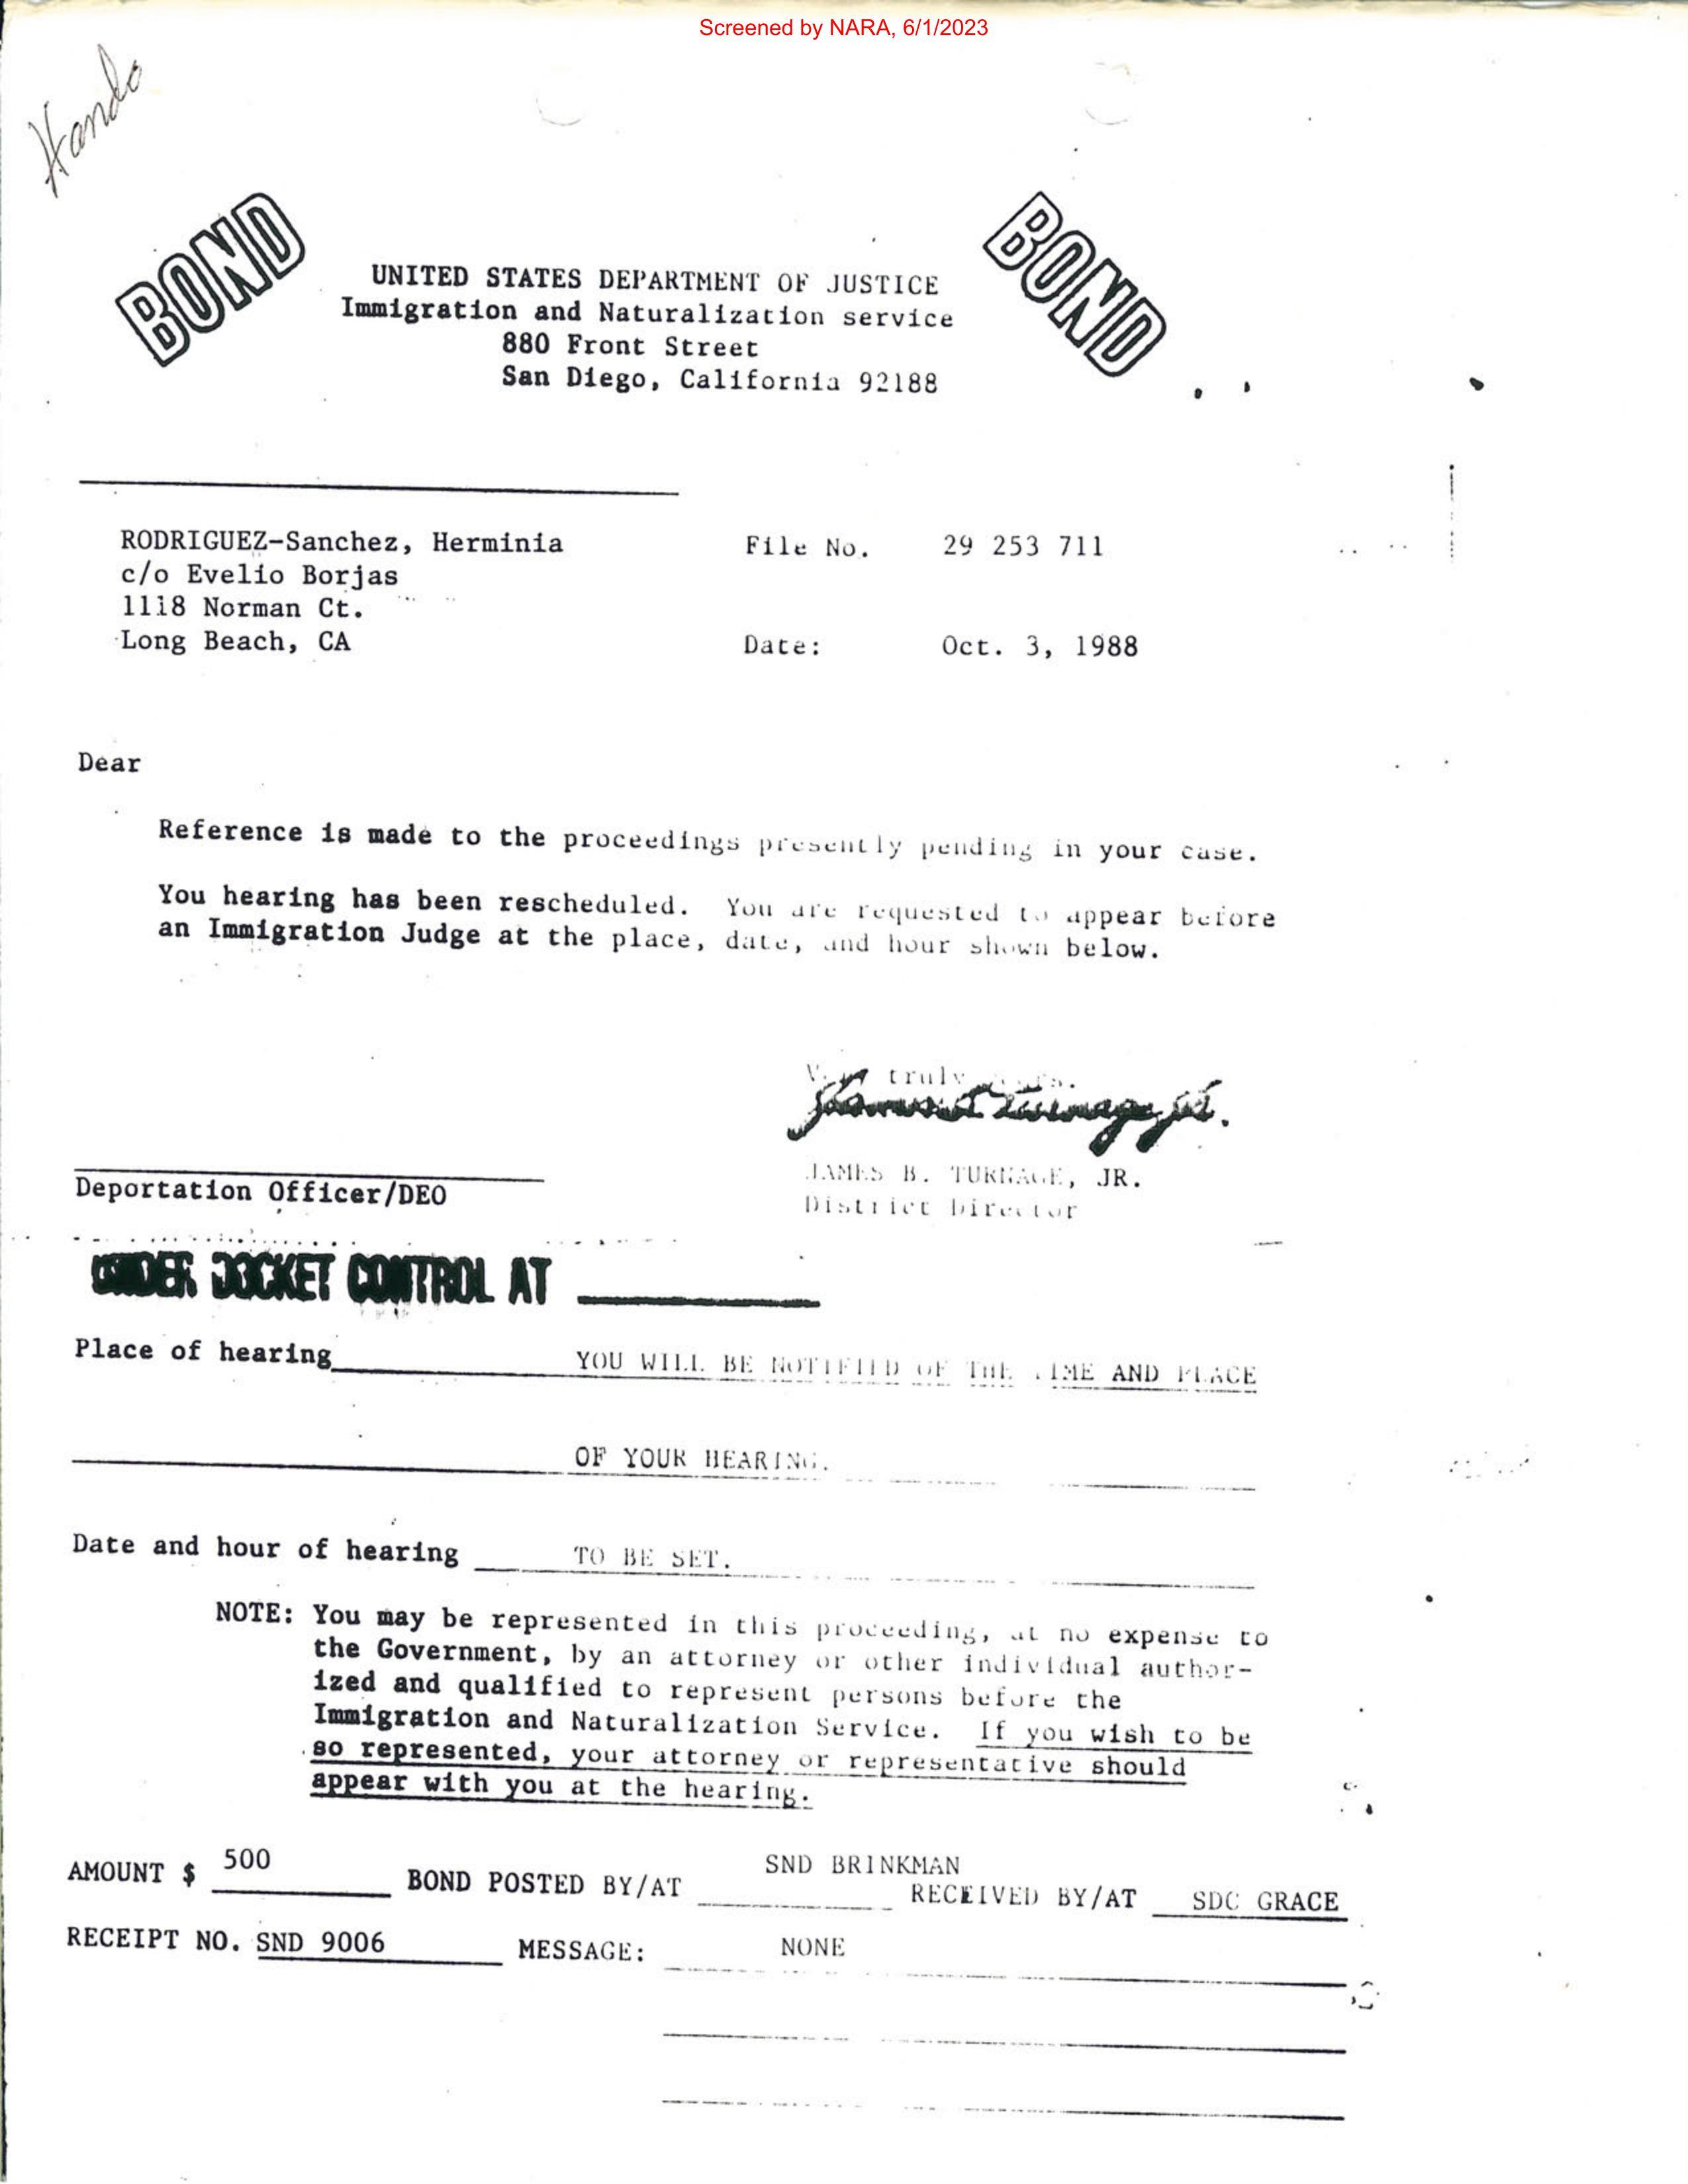 Screened by NARA, 6/1/2023
BOND
BOND
UNITED STATES DEPARTMENT OF JUSTICE
Immigration and Naturalization service
880 Front Street
San Diego, California 92188
RODRIGUEZ-Sanchez, Herminia File No. 29 253 711
c/o Evelio Borjas
1118 Norman Ct.
Long Beach, CA Date: Oct. 3, 1988
Dear
Reference is made to the proceedings presently pending in your case.
You hearing has been rescheduled. You are requested to appear before
an Immigration Judge at the place, date, and hour shown below.
truly
JAMES B. TURNAGE, JR.
District Director
Deportation Officer/DEO
UNDER DOCKET CONTROL AT
Place of hearing YOU WILL BE NOTIFIED OF THE TIME AND PLACE
OF YOUR HEARING.
Date and hour of hearing TO BE SET.
NOTE: You may be represented in this proceeding, at no expense to
the Government, by an attorney or other individual author-
ized and qualified to represent persons before the
Immigration and Naturalization Service. If you wish to be
so represented, your attorney or representative should
appear with you at the hearing.
AMOUNT $ 500 BOND POSTED BY/AT SND BRINKMAN RECEIVED BY/AT SDC GRACE
RECEIPT NO. SND 9006 MESSAGE: NONE